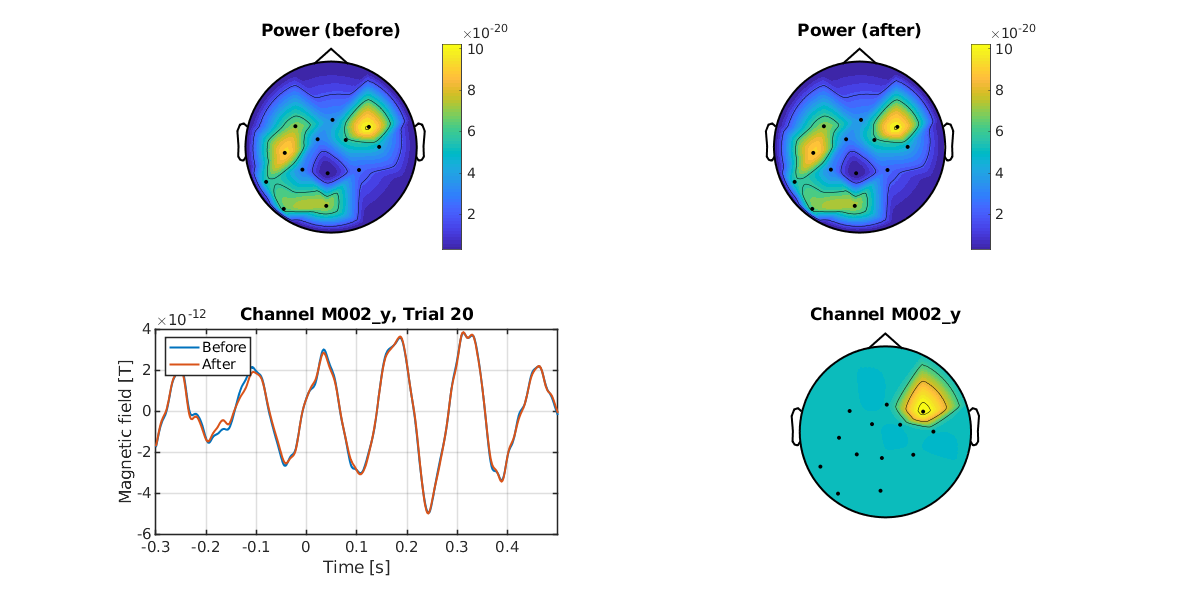 Power (before)
×10-20
10
8
6
4
2
Power (after)
×10-20
10
8
6
4
2
Channel M002_y, Trial 20
×10-12
4
2
0
-2
-4
-6
Magnetic field [T]
Before
After
-0.3 -0.2 -0.1 0 0.1 0.2 0.3 0.4
Time [s]
Channel M002_y